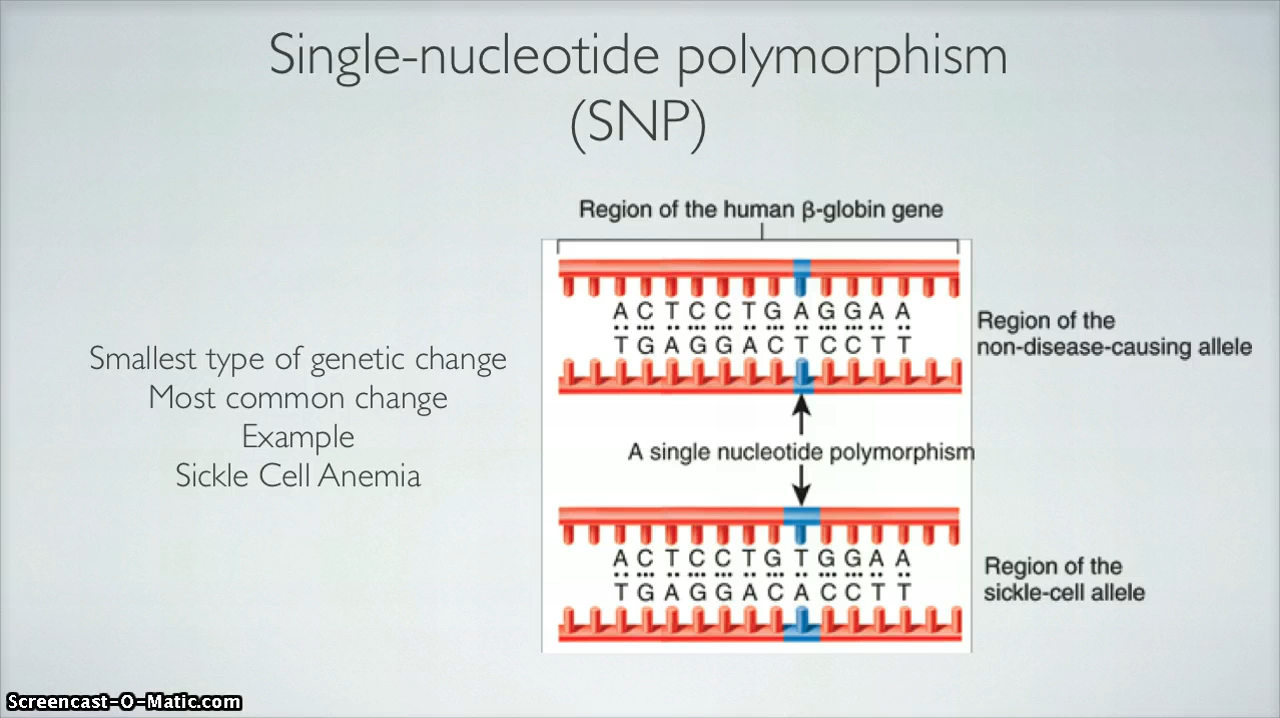 Single-nucleotide polymorphism
(SNP)
Smallest type of genetic change
Most common change
Example
Sickle Cell Anemia
Region of the human β-globin gene
A C T C C T G A G G A A
T G A G G A C T C C T T
Region of the
non-disease-causing allele
A single nucleotide polymorphism
A C T C C T G T G G A A
T G A G G A C A C C T T
Region of the
sickle-cell allele
Screencast-O-Matic.com